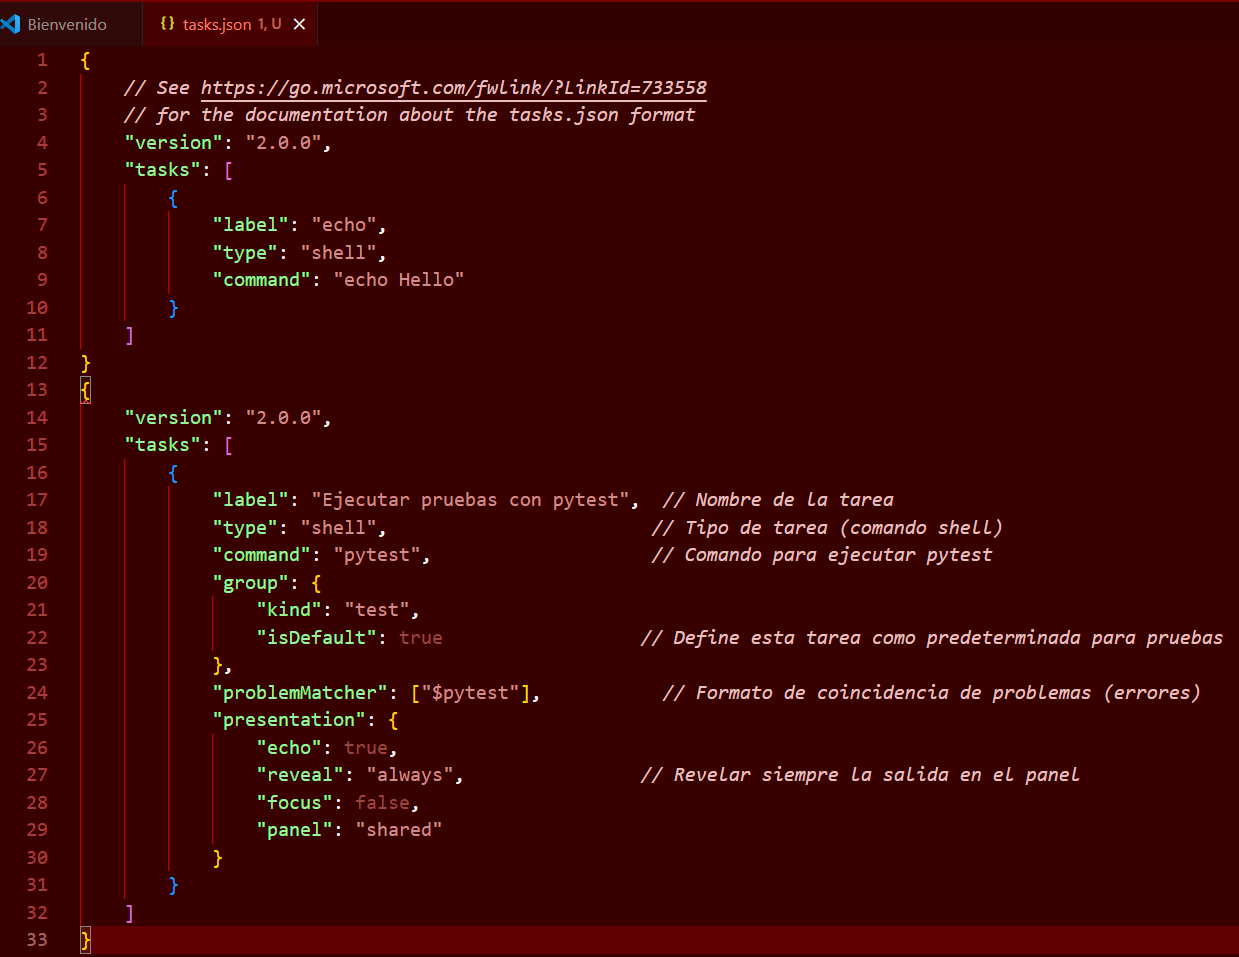 Bienvenido
{} tasks.json 1, U ×
1 {
2 // See https://go.microsoft.com/fwlink/?LinkId=733558
3 // for the documentation about the tasks.json format
4 "version": "2.0.0",
5 "tasks": [
6 {
7 "label": "echo",
8 "type": "shell",
9 "command": "echo Hello"
10 }
11 ]
12 }
13 {
14 "version": "2.0.0",
15 "tasks": [
16 {
17 "label": "Ejecutar pruebas con pytest", // Nombre de la tarea
18 "type": "shell", // Tipo de tarea (comando shell)
19 "command": "pytest", // Comando para ejecutar pytest
20 "group": {
21 "kind": "test",
22 "isDefault": true // Define esta tarea como predeterminada para pruebas
23 },
24 "problemMatcher": ["$pytest"], // Formato de coincidencia de problemas (errores)
25 "presentation": {
26 "echo": true,
27 "reveal": "always", // Revelar siempre la salida en el panel
28 "focus": false,
29 "panel": "shared"
30 }
31 }
32 ]
33 }